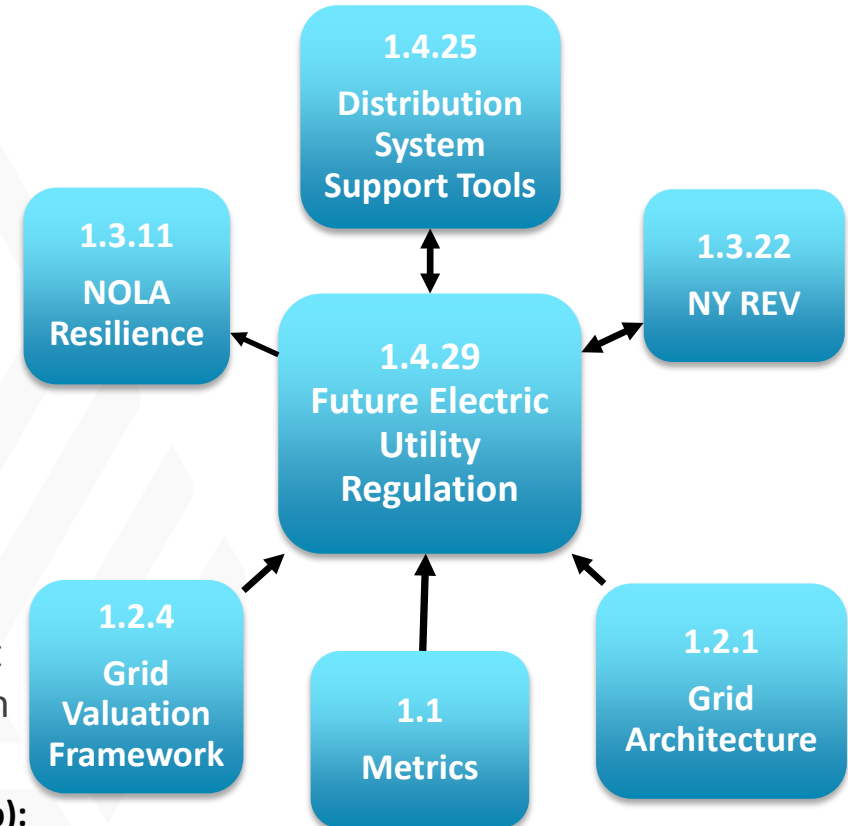 1.4.25
Distribution
System
Support Tools
1.3.11
NOLA
Resilience
1.3.22
NY REV
1.4.29
Future Electric
Utility
Regulation
1.2.4
Grid
Valuation
Framework
1.1
Metrics
1.2.1
Grid
Architecture